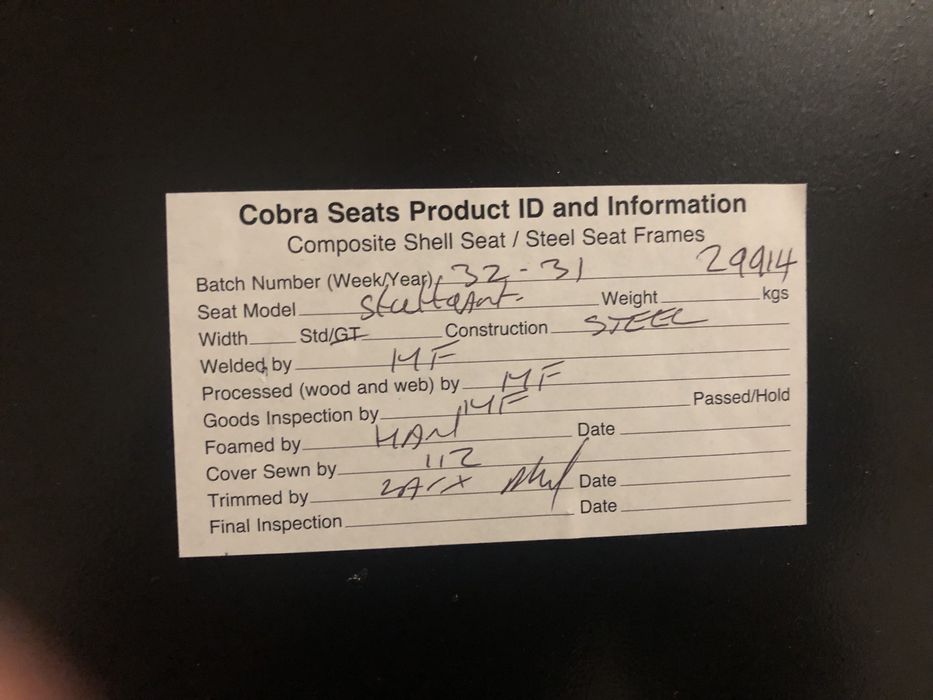 Cobra Seats Product ID and Information
Composite Shell Seat / Steel Seat Frames
Batch Number (Week/Year) 32-31 29914
Seat Model Weight kgs
Width Std/GT Construction STEEL
Welded by MF
Processed (wood and web) by MF
Goods Inspection by MF Passed/Hold
Foamed by HAN Date
Cover Sewn by 112
Trimmed by Date
Final Inspection Date